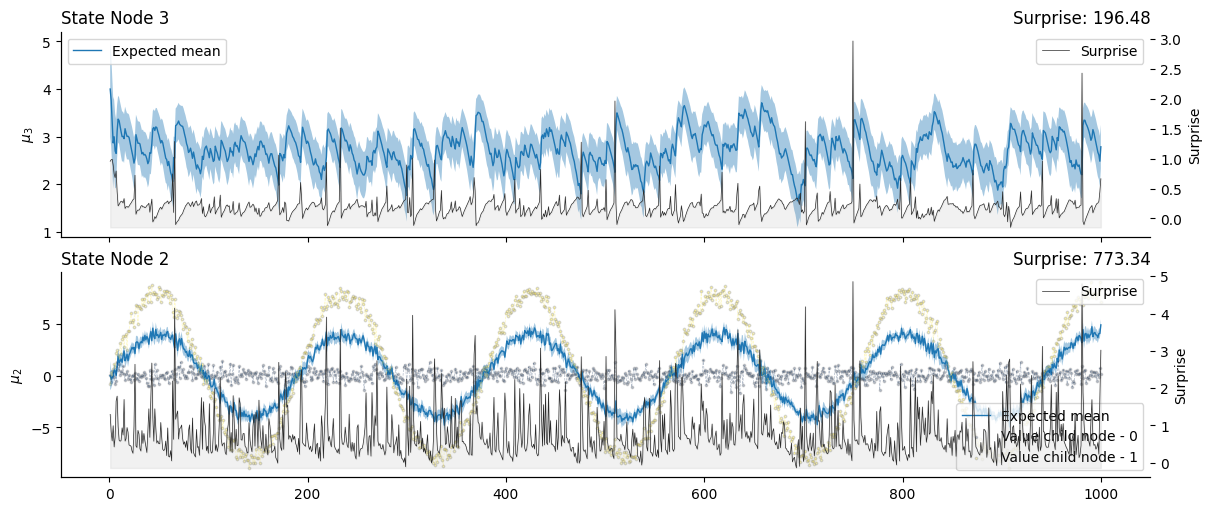 State Node 3
Surprise: 196.48
Expected mean
Surprise
5
4
3
2
1
μ3
3.0
2.5
2.0
1.5
1.0
0.5
0.0
Surprise
State Node 2
Surprise: 773.34
Surprise
5
0
−5
μ2
5
4
3
2
1
0
Surprise
Expected mean
Value child node - 0
Value child node - 1
0
200
400
600
800
1000